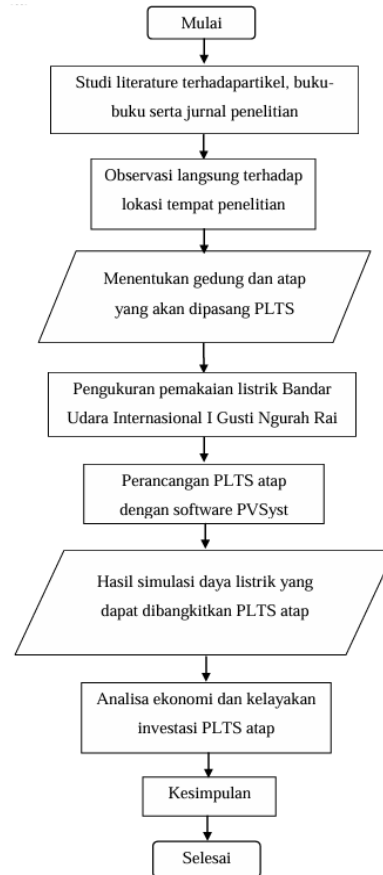 Mulai
Studi literature terhadapartikel, buku-
buku serta jurnal penelitian
Observasi langsung terhadap
lokasi tempat penelitian
Menentukan gedung dan atap
yang akan dipasang PLTS
Pengukuran pemakaian listrik Bandar
Udara Internasional I Gusti Ngurah Rai
Perancangan PLTS atap
dengan software PVSyst
Hasil simulasi daya listrik yang
dapat dibangkitkan PLTS atap
Analisa ekonomi dan kelayakan
investasi PLTS atap
Kesimpulan
Selesai